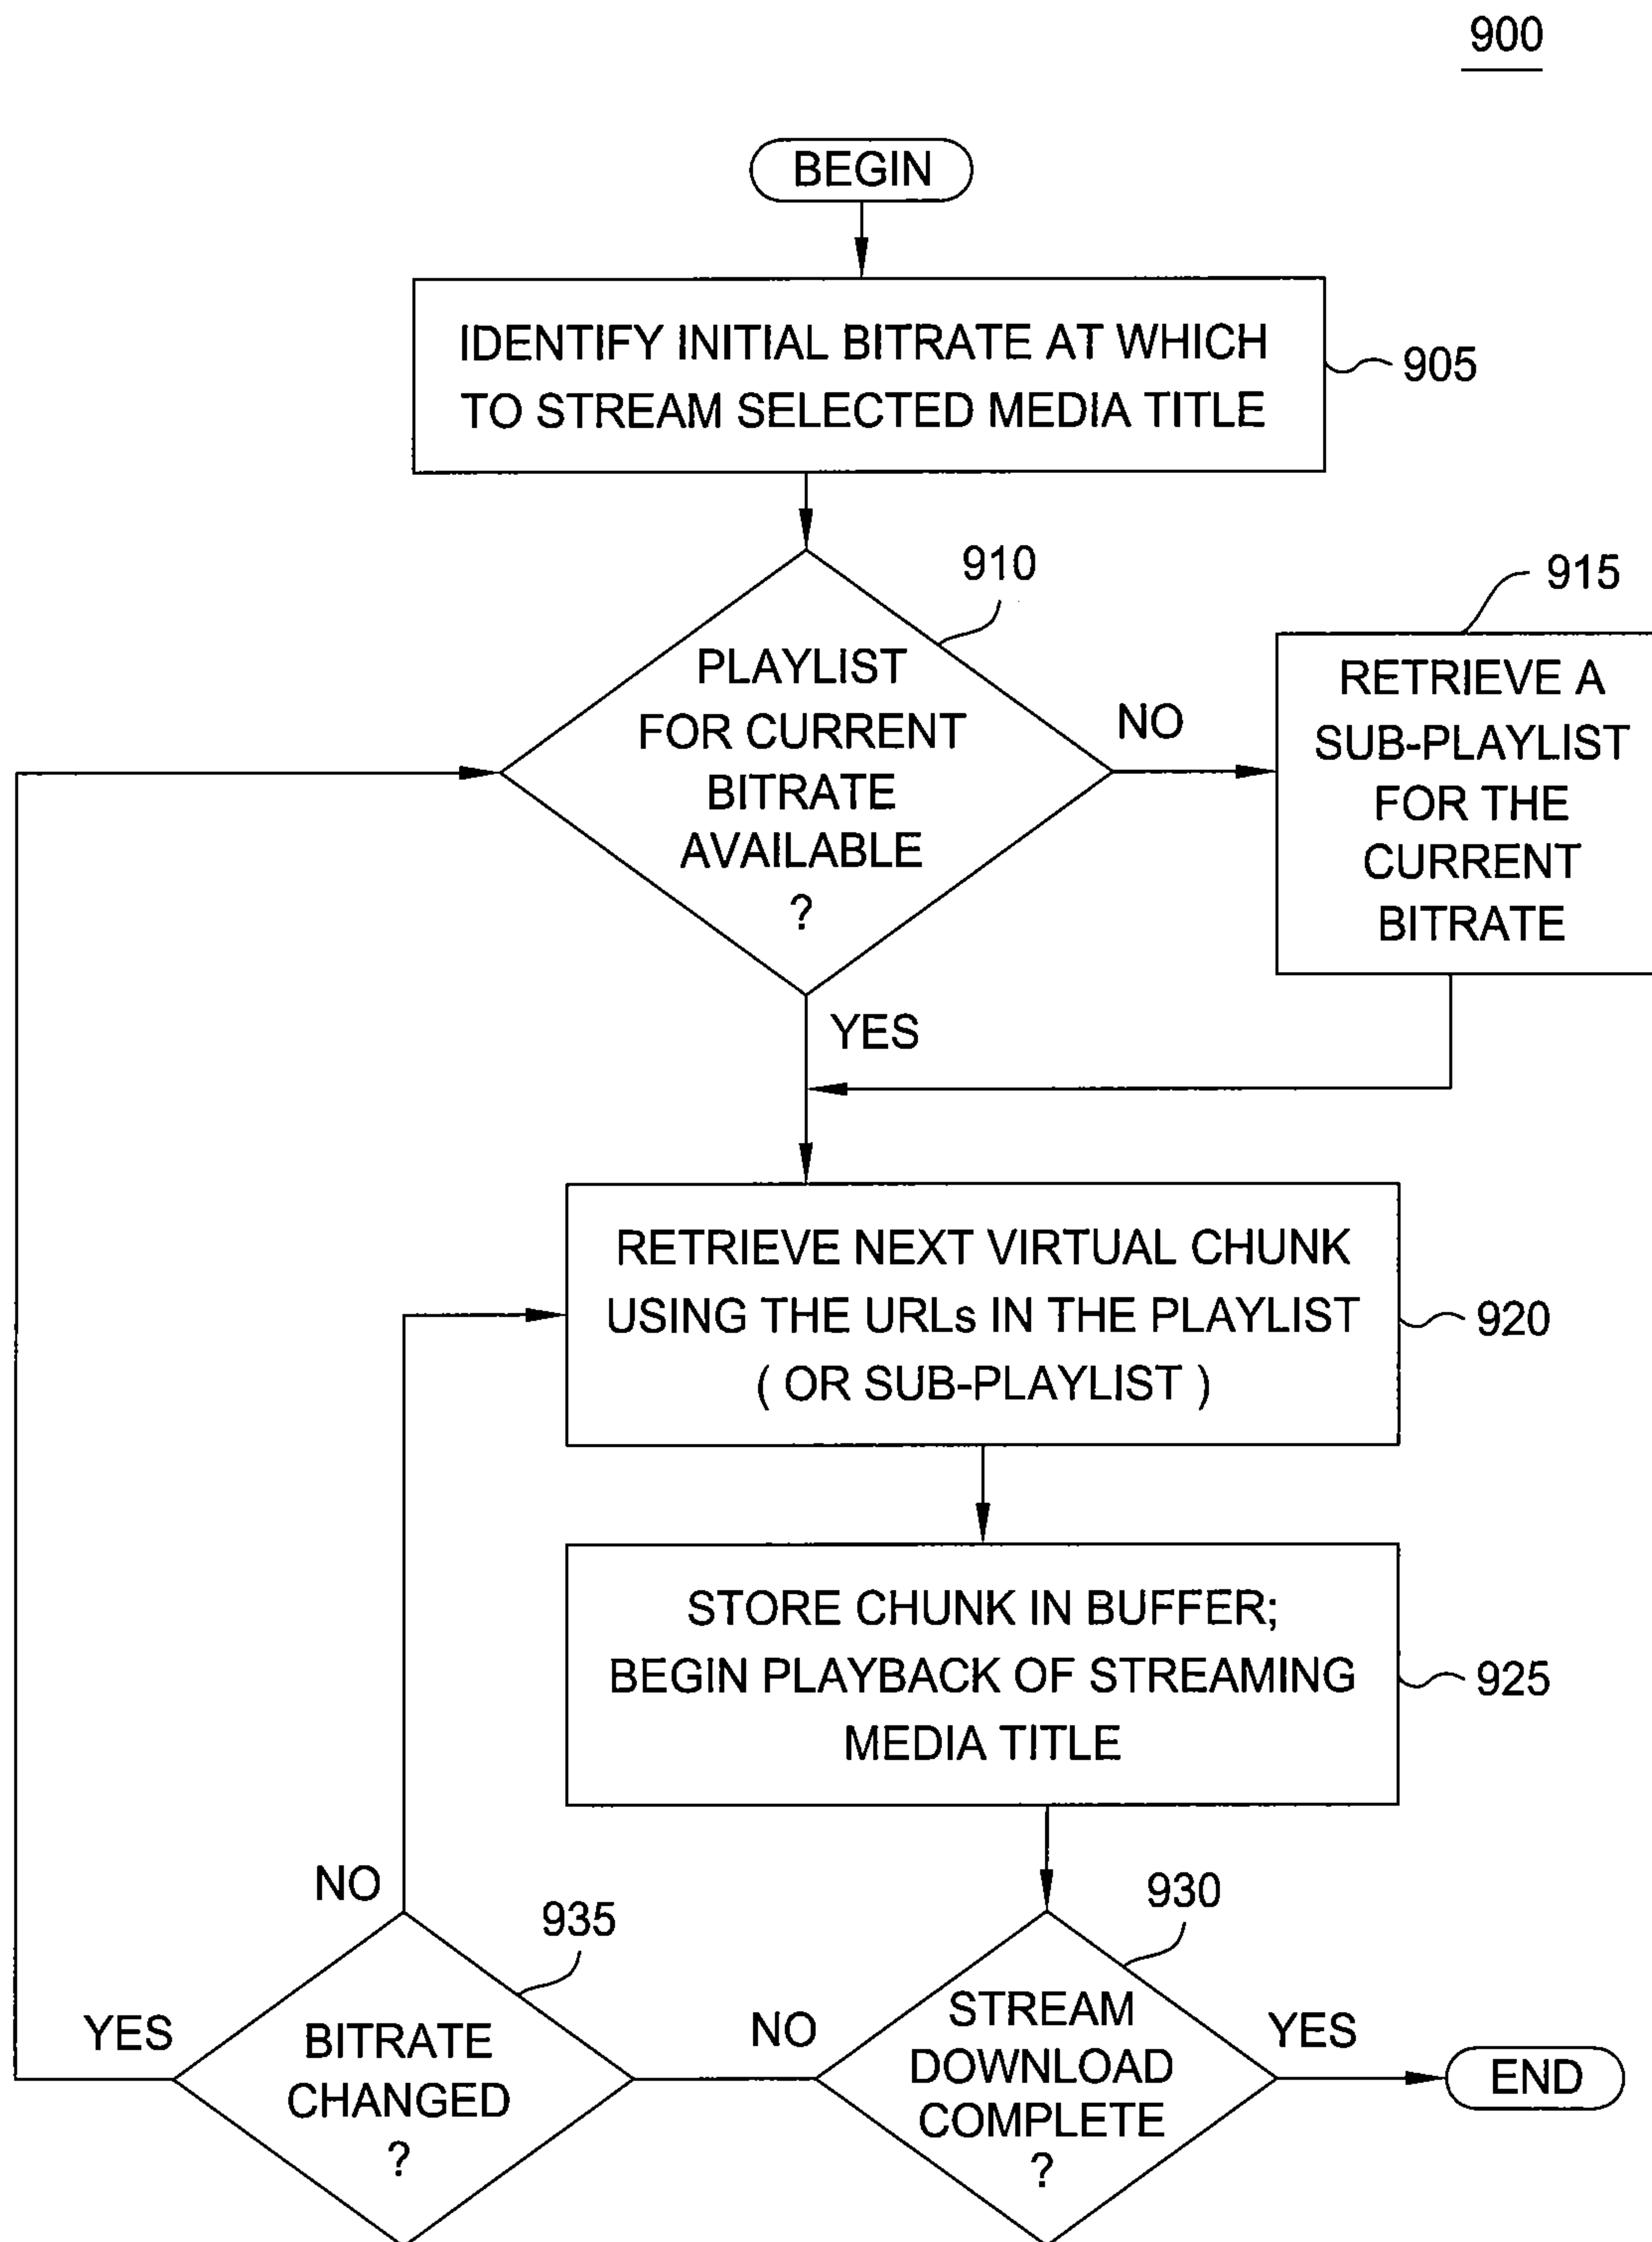 900
BEGIN
IDENTIFY INITIAL BITRATE AT WHICH
TO STREAM SELECTED MEDIA TITLE
905
910
PLAYLIST
FOR CURRENT
BITRATE
AVAILABLE
?
NO
915
RETRIEVE A
SUB-PLAYLIST
FOR THE
CURRENT
BITRATE
YES
RETRIEVE NEXT VIRTUAL CHUNK
USING THE URLs IN THE PLAYLIST
( OR SUB-PLAYLIST )
920
STORE CHUNK IN BUFFER;
BEGIN PLAYBACK OF STREAMING
MEDIA TITLE
925
NO
935
YES
BITRATE
CHANGED
?
NO
930
STREAM
DOWNLOAD
COMPLETE
?
YES
END